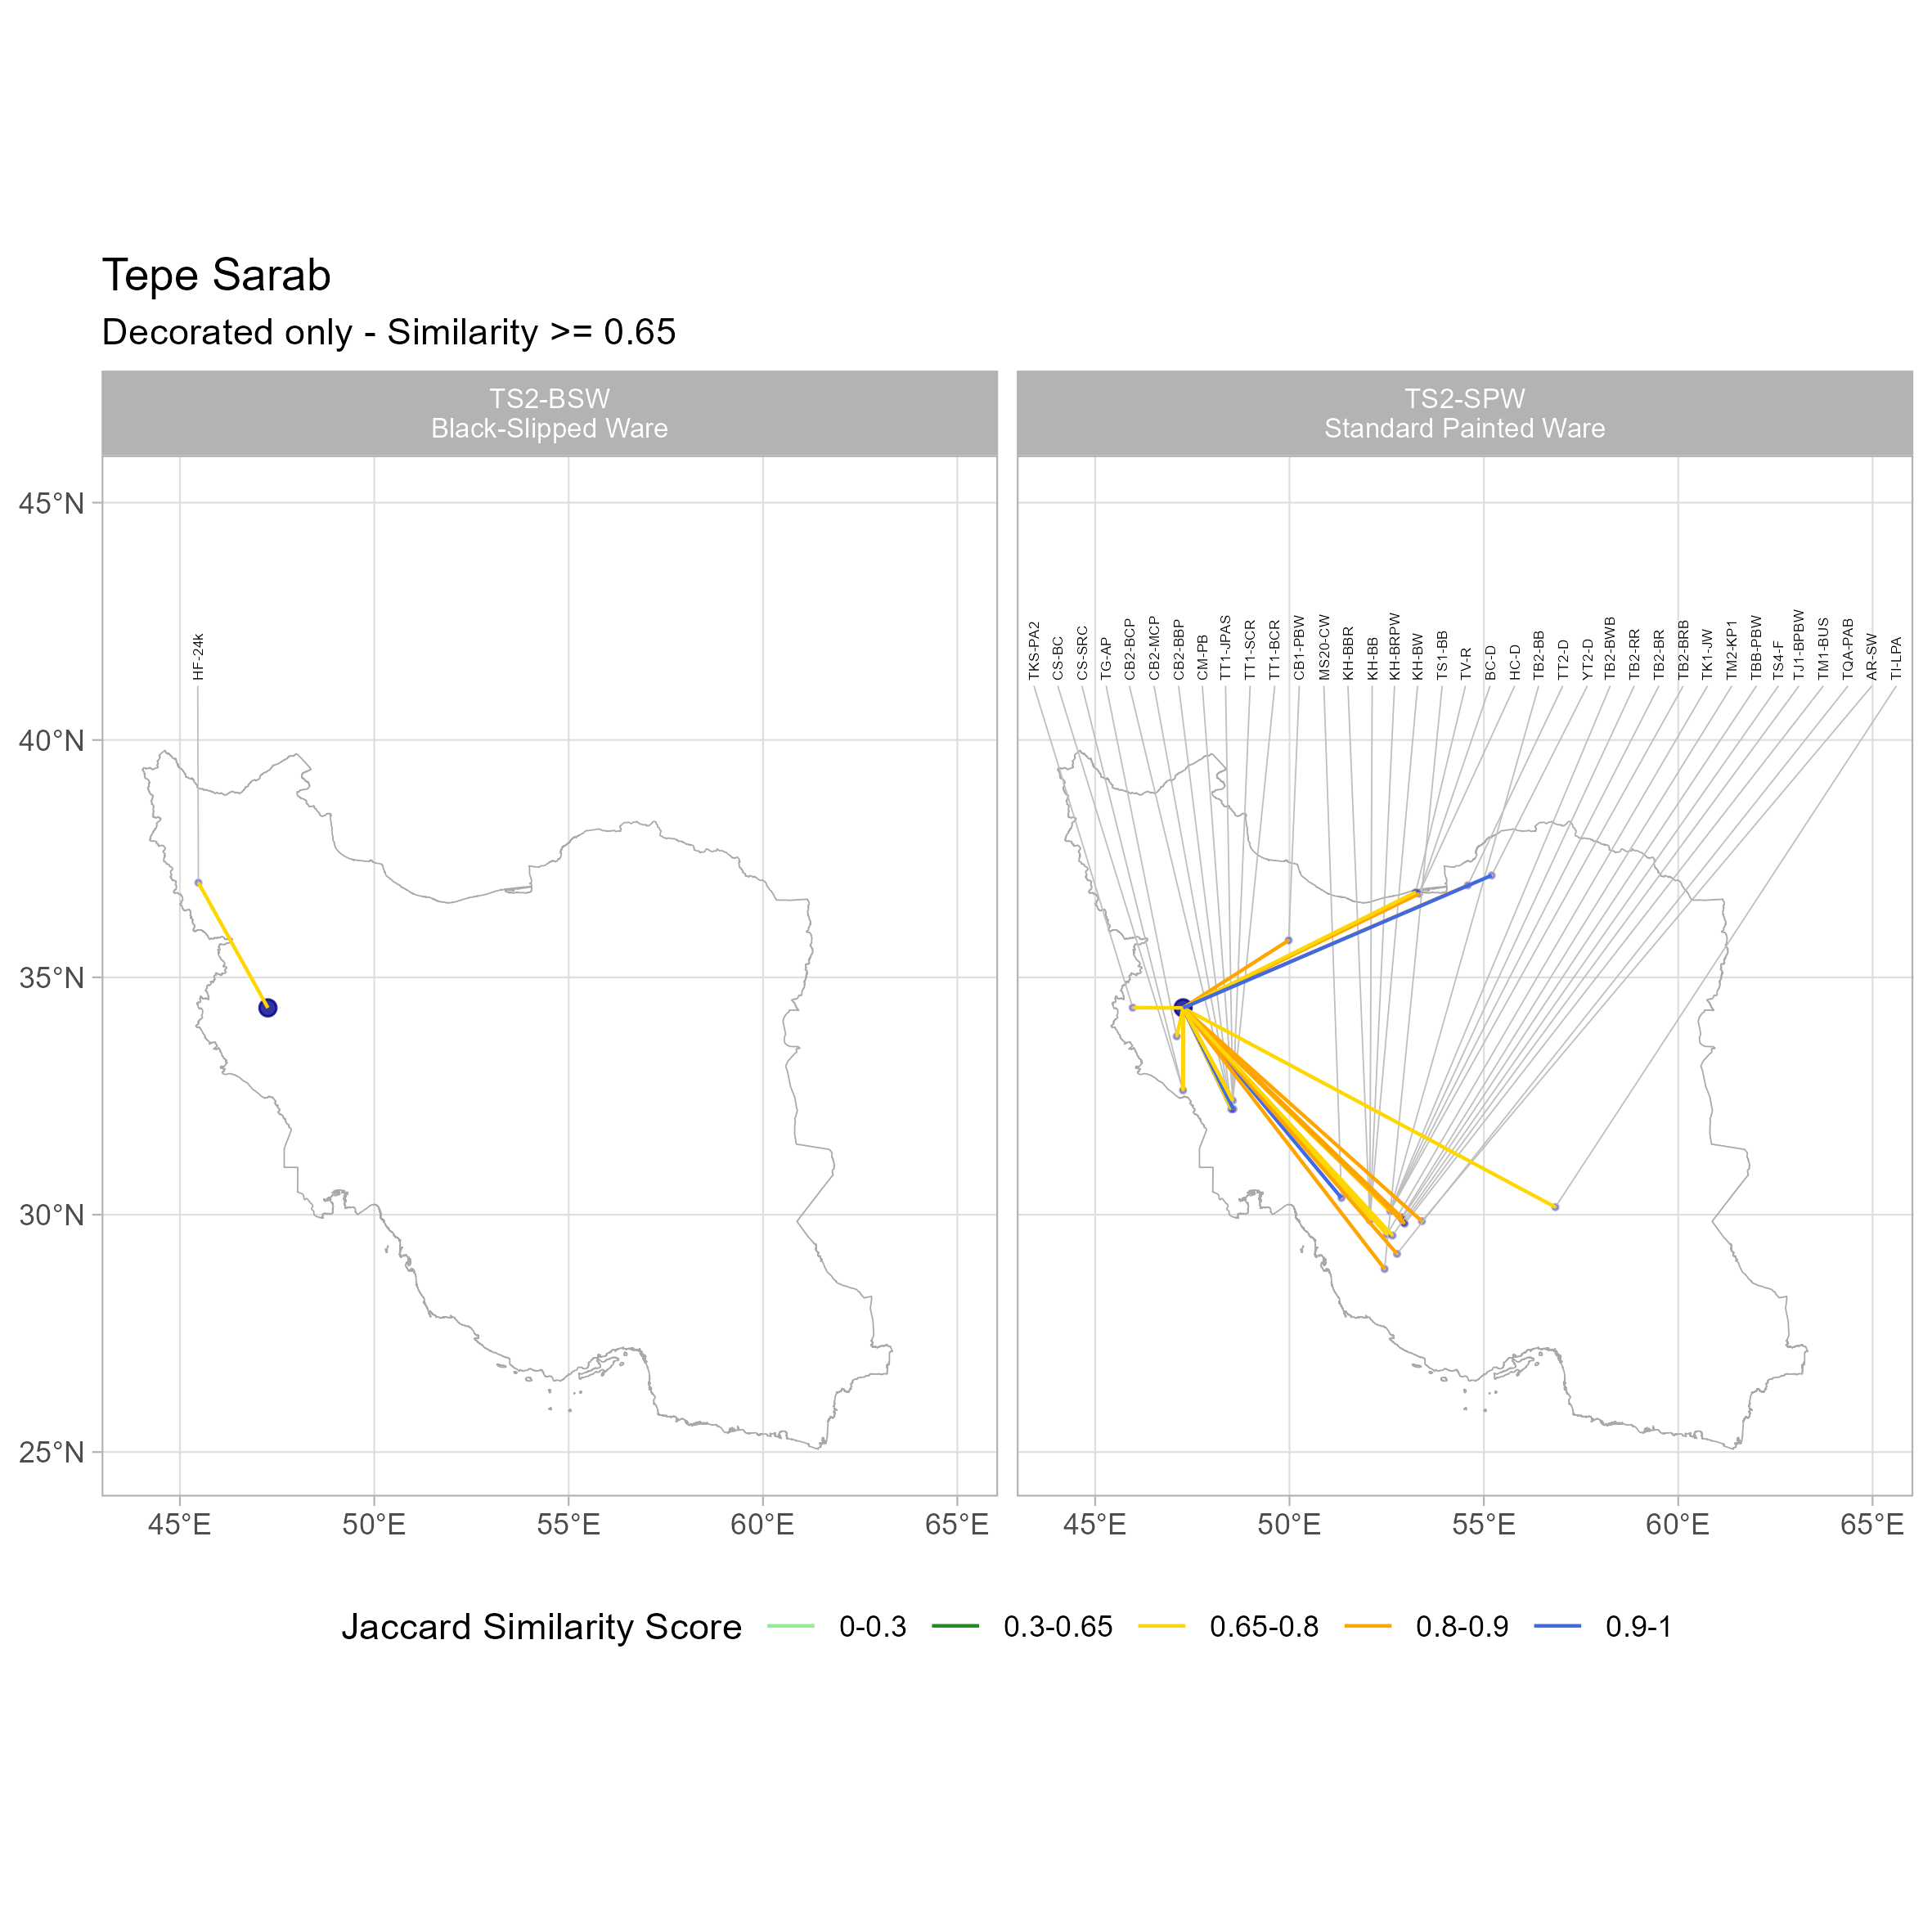 Tepe Sarab
Decorated only - Similarity >= 0.65
TS2-BSW
Black-Slipped Ware
TS2-SPW
Standard Painted Ware
45°N
40°N
35°N
30°N
25°N
HF-24k
TKS-PA2
CS-BC
CS-SRC
TG-AP
CB2-BCP
CB2-MCP
CB2-BBP
CM-PB
TT1-JPAS
TT1-SCR
TT1-BCR
CB1-PBW
MS20-CW
KH-BBR
KH-BB
KH-BRPW
KH-BW
TS1-BB
TV-R
BC-D
HC-D
TB2-BB
TT2-D
YT2-D
TB2-BWB
TB2-RR
TB2-BR
TB2-BRB
TK1-JW
TM2-KP1
TBB-PBW
TS4-F
TJ1-BPBW
TM1-BUS
TQA-PAB
AR-SW
TI-LPA
45°E 50°E 55°E 60°E 65°E
45°E 50°E 55°E 60°E 65°E
Jaccard Similarity Score 0-0.3 0.3-0.65 0.65-0.8 0.8-0.9 0.9-1